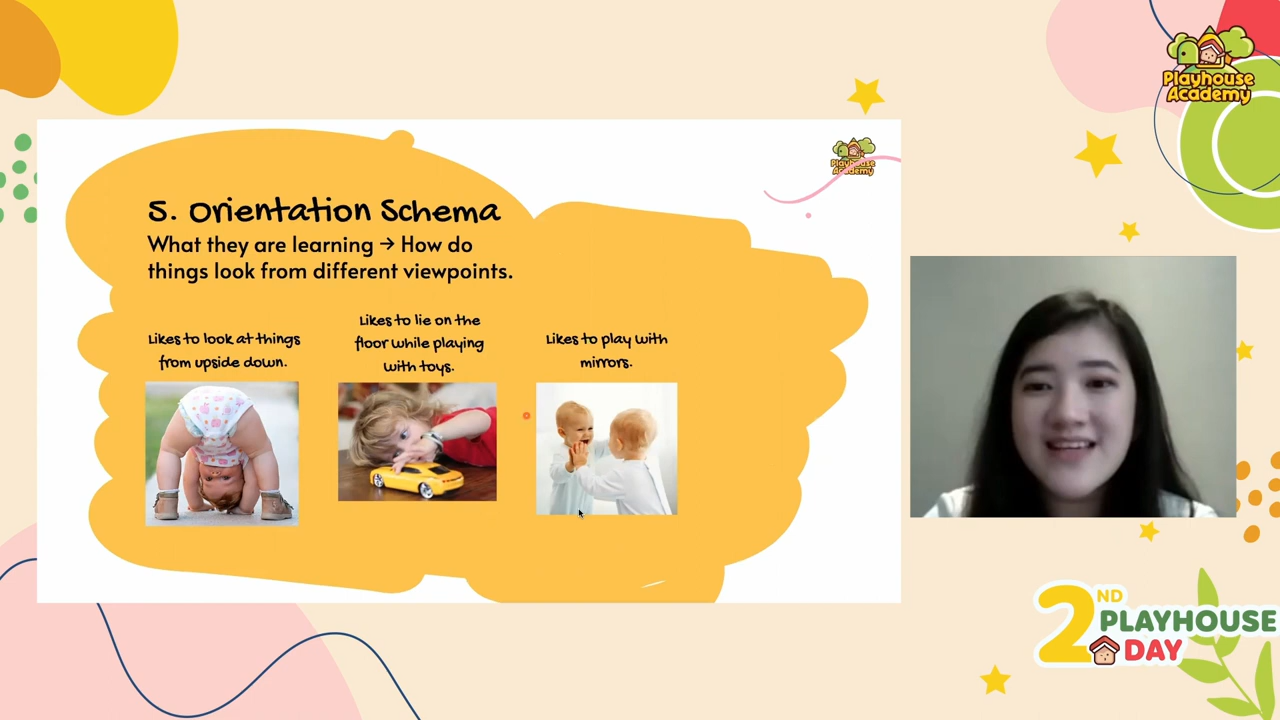 Playhouse
Academy
Playhouse
Academy
5. Orientation Schema
What they are learning → How do
things look from different viewpoints.
Likes to look at things
from upside down.
Likes to lie on the
floor while playing
with toys.
Likes to play with
mirrors.
2ND PLAYHOUSE
DAY